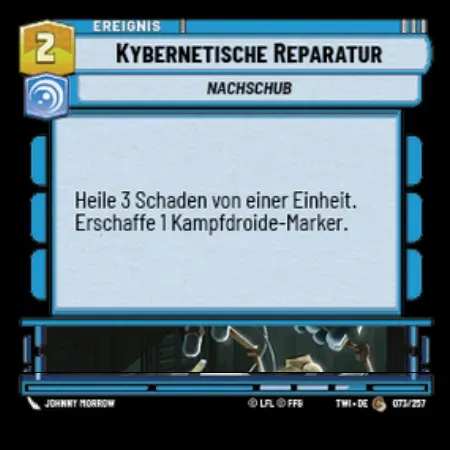 EREIGNIS
2
KYBERNETISCHE REPARATUR
NACHSCHUB
Heile 3 Schaden von einer Einheit.
Erschaffe 1 Kampfdroide-Marker.
JOHNNY MORROW © LFL © FFG TWI • DE 073/257